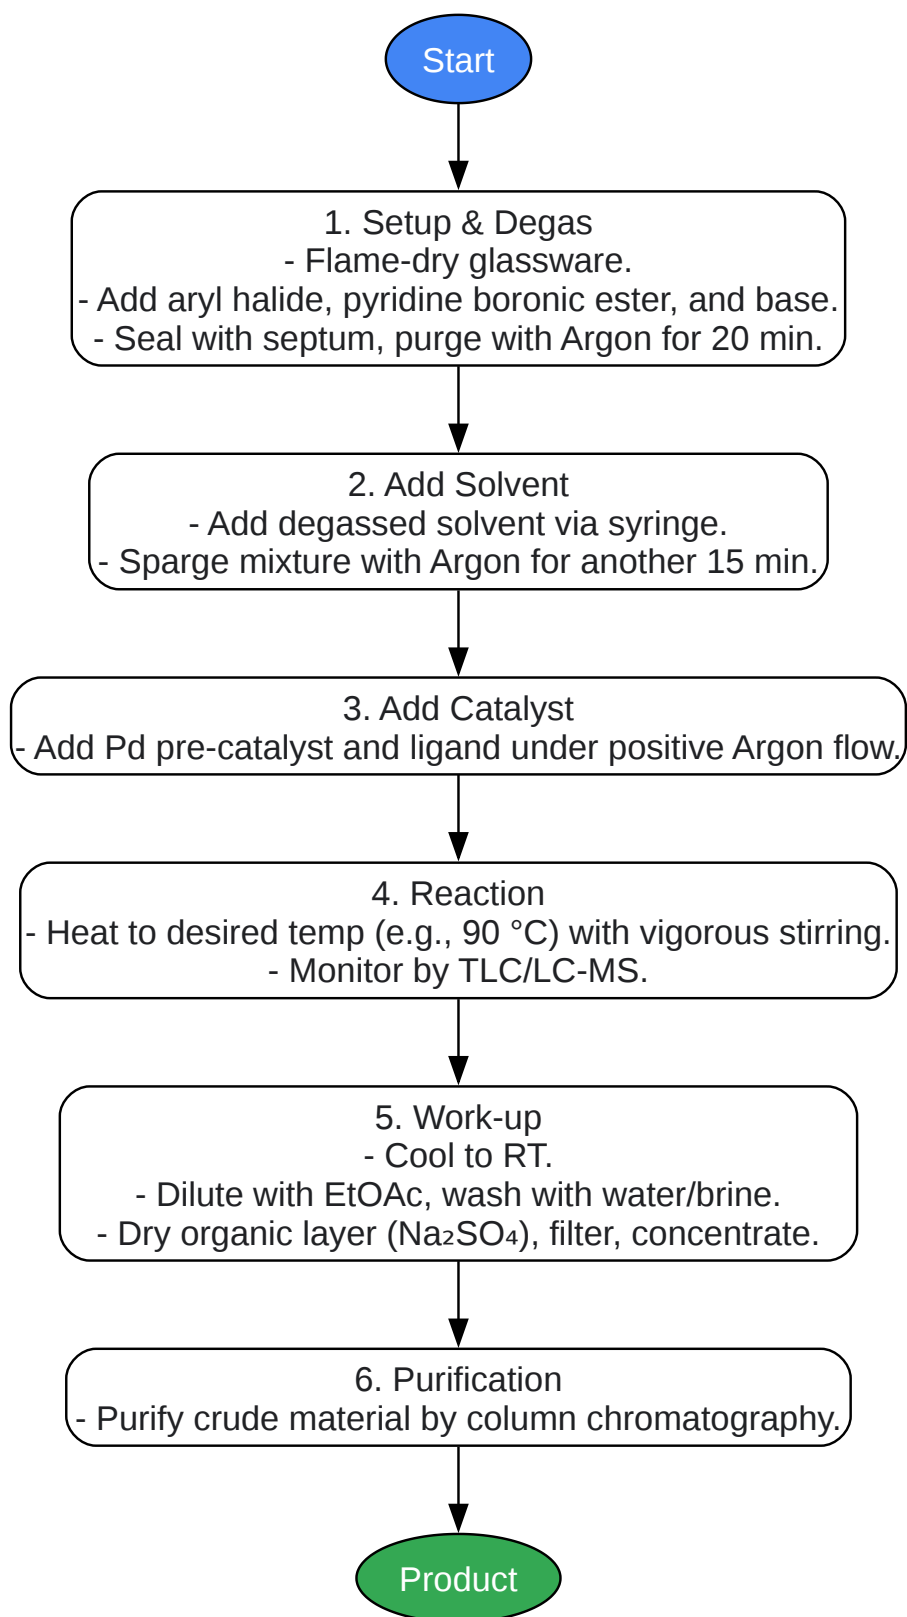 Start
1. Setup & Degas
- Flame-dry glassware.
- Add aryl halide, pyridine boronic ester, and base.
- Seal with septum, purge with Argon for 20 min.
2. Add Solvent
- Add degassed solvent via syringe.
- Sparge mixture with Argon for another 15 min.
3. Add Catalyst
- Add Pd pre-catalyst and ligand under positive Argon flow.
4. Reaction
- Heat to desired temp (e.g., 90 °C) with vigorous stirring.
- Monitor by TLC/LC-MS.
5. Work-up
- Cool to RT.
- Dilute with EtOAc, wash with water/brine.
- Dry organic layer (Na₂SO₄), filter, concentrate.
6. Purification
- Purify crude material by column chromatography.
Product